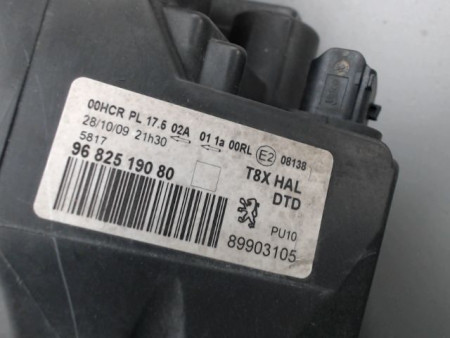 00HCR PL 17.5 02A 01 1a 00RL E2 08138
28/10/09 21h30
5817
96 825 190 80
T8X HAL
DTD
PU10
89903105